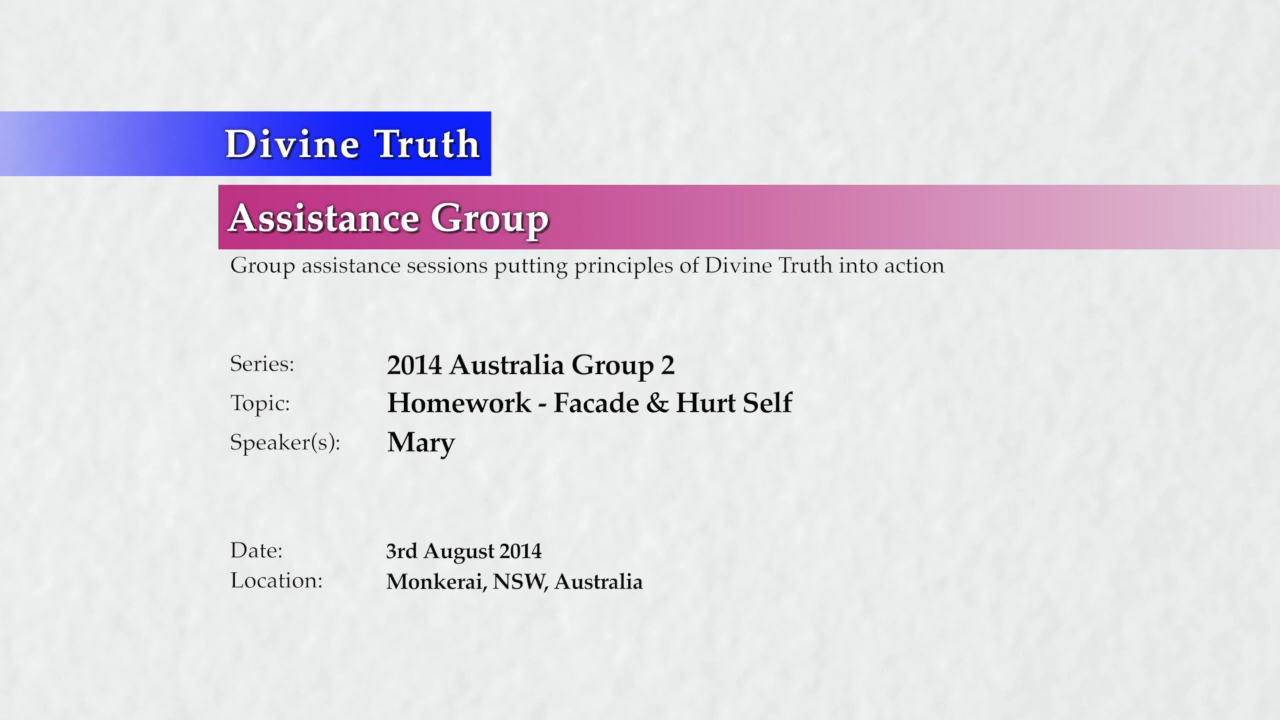 Divine Truth
Assistance Group
Group assistance sessions putting principles of Divine Truth into action
Series: 2014 Australia Group 2
Topic: Homework - Facade & Hurt Self
Speaker(s): Mary
Date: 3rd August 2014
Location: Monkerai, NSW, Australia